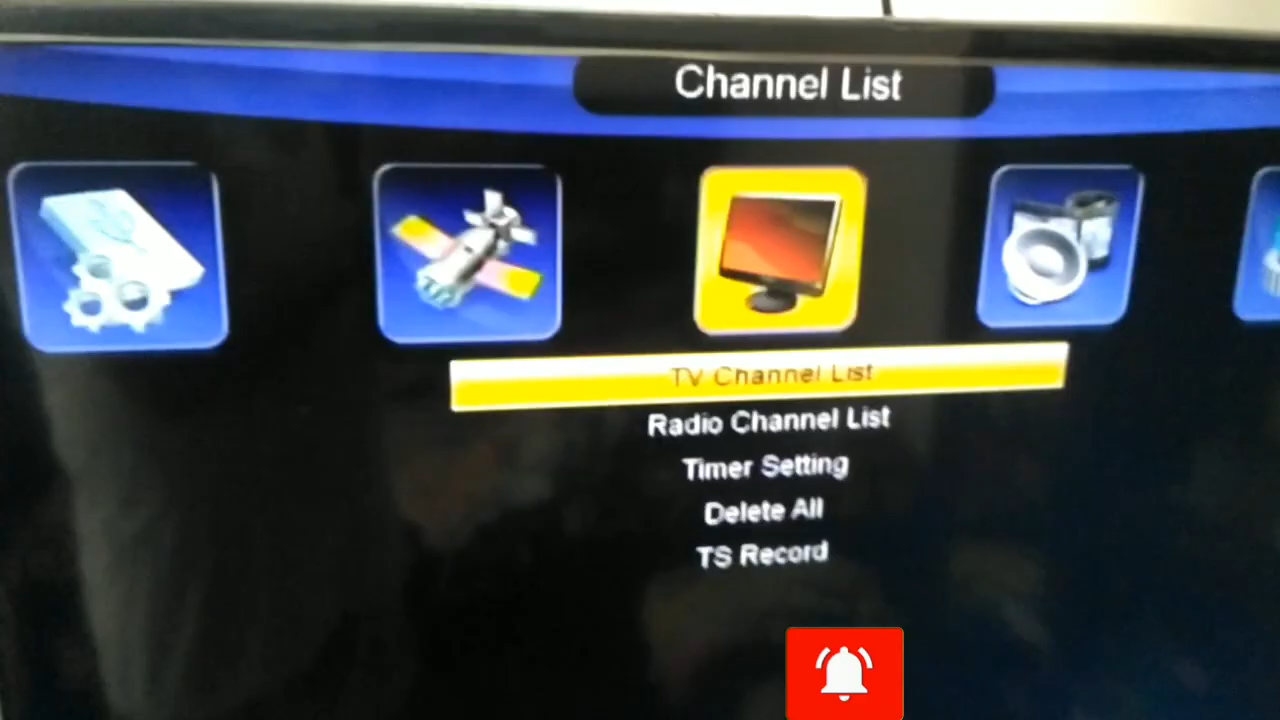 Channel List
TV Channel List
Radio Channel List
Timer Setting
Delete All
TS Record